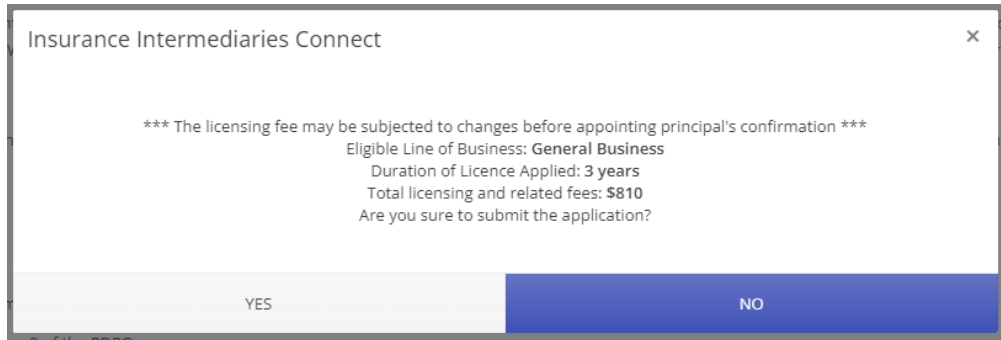 Insurance Intermediaries Connect
×
*** The licensing fee may be subjected to changes before appointing principal's confirmation ***
Eligible Line of Business: General Business
Duration of Licence Applied: 3 years
Total licensing and related fees: $810
Are you sure to submit the application?
YES
NO